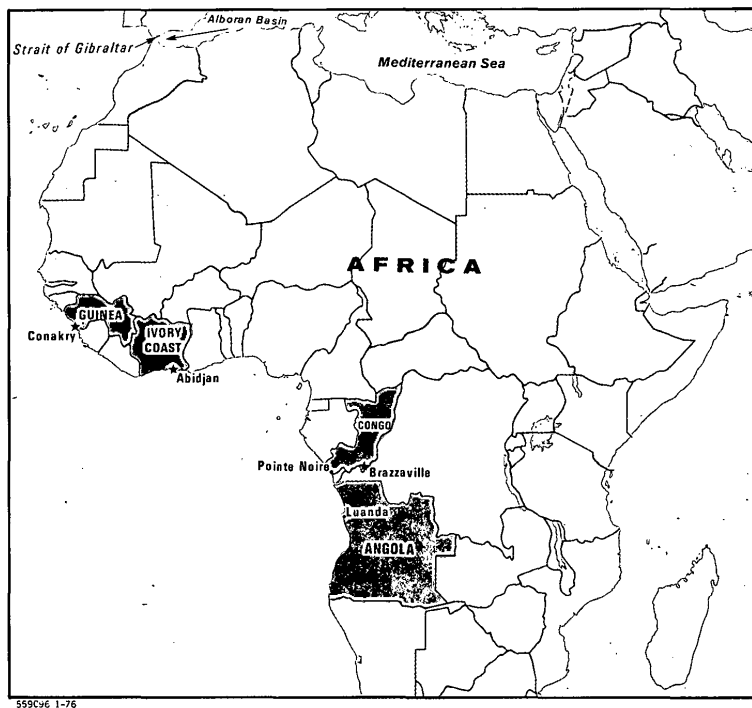 Alboran Basin
Strait of Gibraltar
Mediterranean Sea
AFRICA
GUINEA
IVORY
COAST
Conakry
Abidjan
CONGO
Pointe Noire
Brazzaville
Luanda
ANGOLA
559C96 1-76